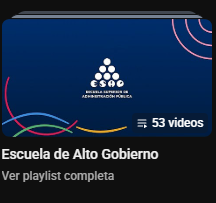 ESAP
ESCUELA SUPERIOR DE
ADMINISTRACIÓN PÚBLICA
53 videos
Escuela de Alto Gobierno
Ver playlist completa